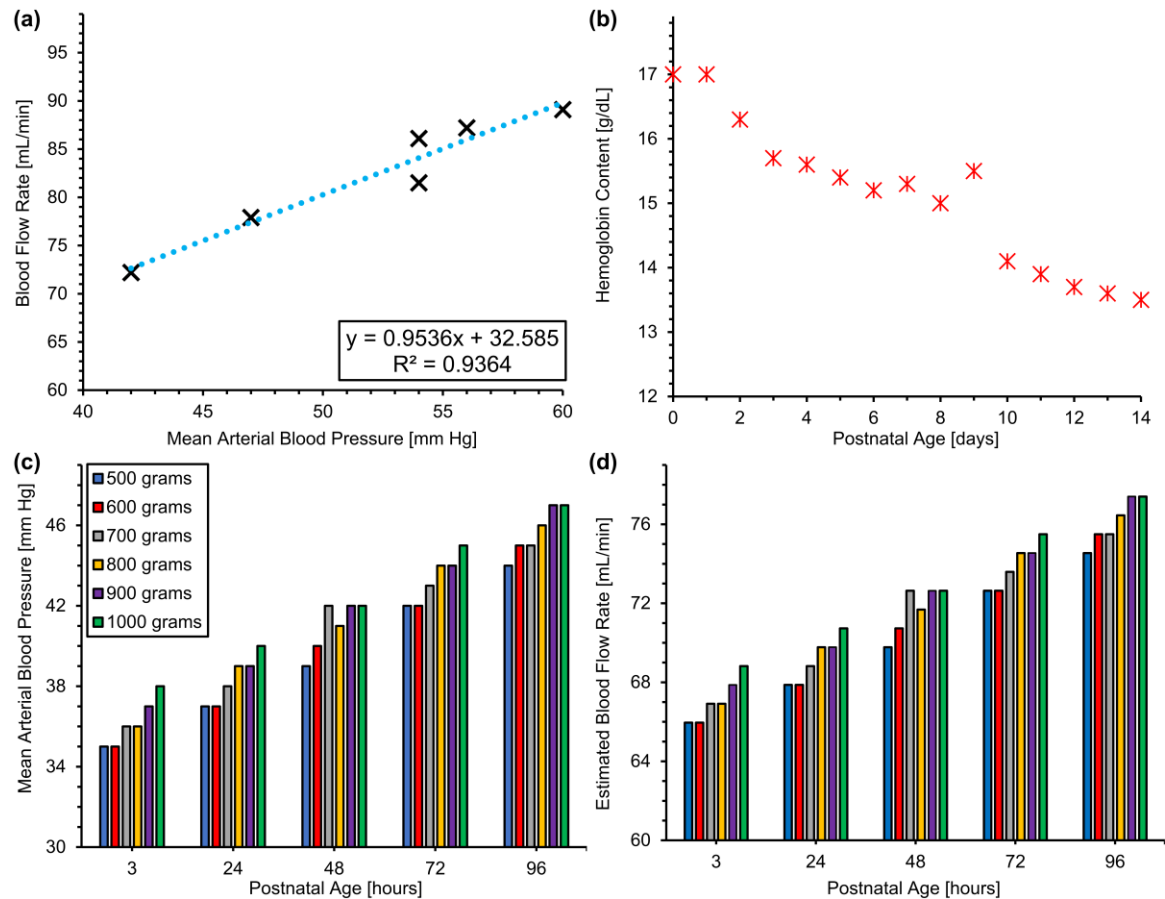 (a)
Blood Flow Rate [mL/min]
95
90
85
80
75
70
65
60
40
45
50
55
60
Mean Arterial Blood Pressure [mm Hg]
y = 0.9536x + 32.585
R² = 0.9364
(b)
Hemoglobin Content [g/dL]
17
16
15
14
13
12
0
2
4
6
8
10
12
14
Postnatal Age [days]
(c)
Mean Arterial Blood Pressure [mm Hg]
500 grams
600 grams
700 grams
800 grams
900 grams
1000 grams
46
42
38
34
30
3
24
48
72
96
Postnatal Age [hours]
(d)
Estimated Blood Flow Rate [mL/min]
76
72
68
64
60
3
24
48
72
96
Postnatal Age [hours]